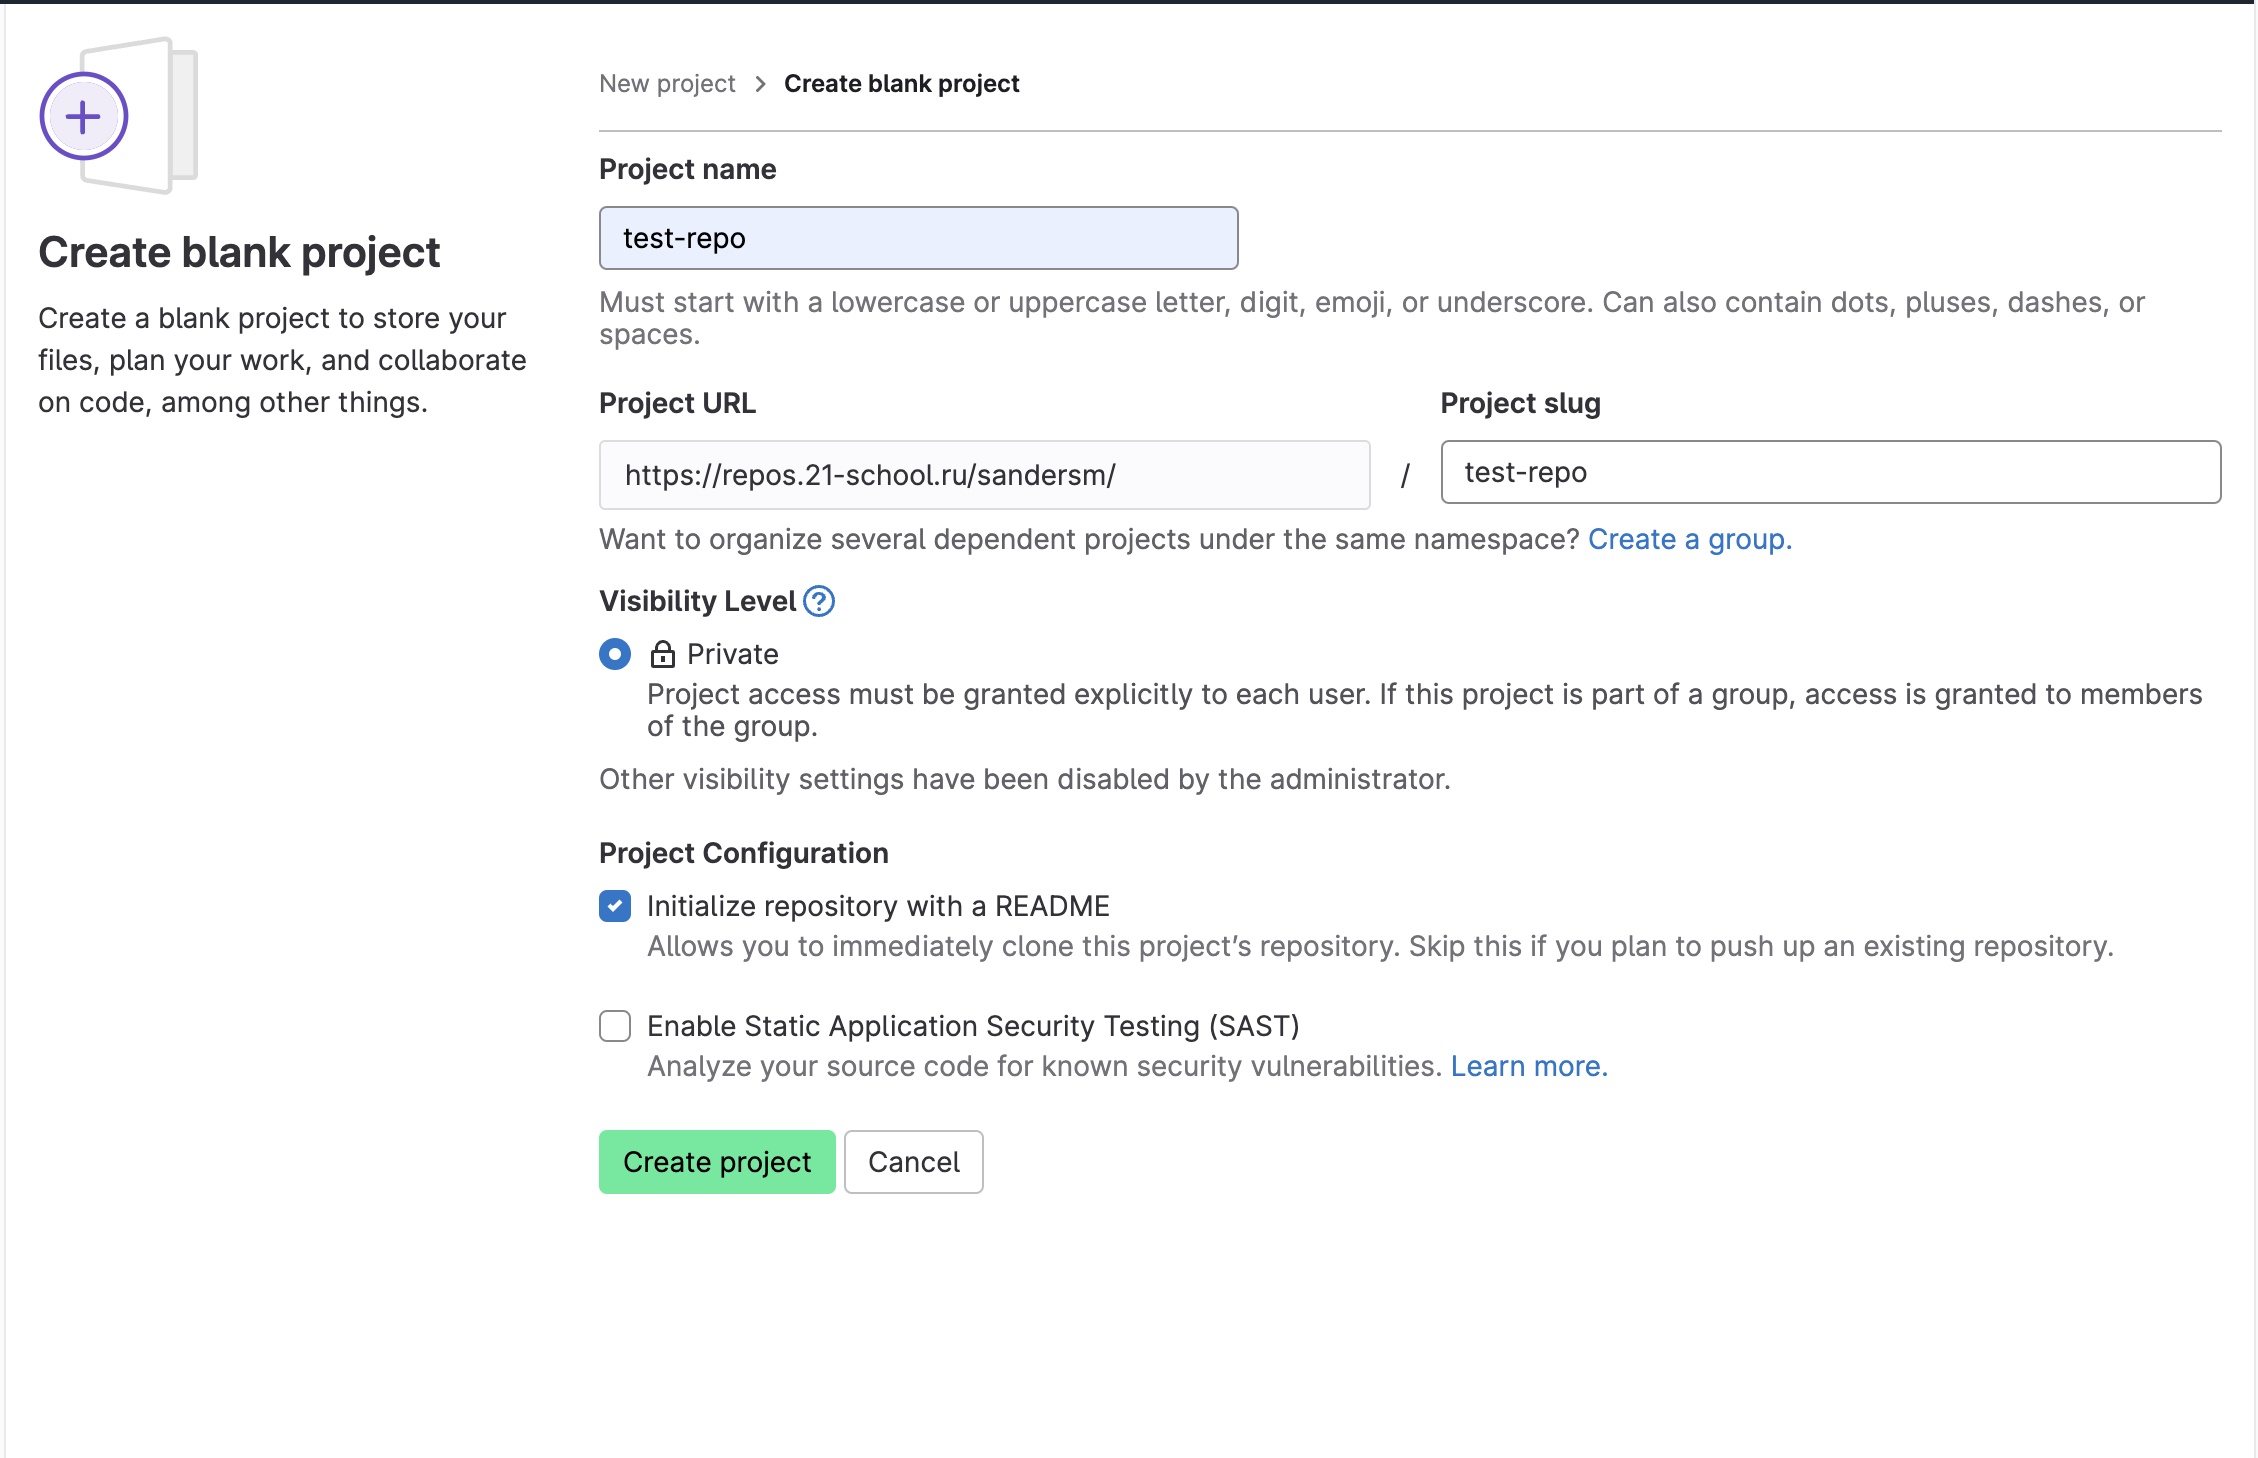 New project > Create blank project
Create blank project
Create a blank project to store your
files, plan your work, and collaborate
on code, among other things.
Project name
test-repo
Must start with a lowercase or uppercase letter, digit, emoji, or underscore. Can also contain dots, pluses, dashes, or
spaces.
Project URL
Project slug
https://repos.21-school.ru/sandersm/ / test-repo
Want to organize several dependent projects under the same namespace? Create a group.
Visibility Level ?
Private
Project access must be granted explicitly to each user. If this project is part of a group, access is granted to members
of the group.
Other visibility settings have been disabled by the administrator.
Project Configuration
Initialize repository with a README
Allows you to immediately clone this project’s repository. Skip this if you plan to push up an existing repository.
Enable Static Application Security Testing (SAST)
Analyze your source code for known security vulnerabilities. Learn more.
Create project
Cancel